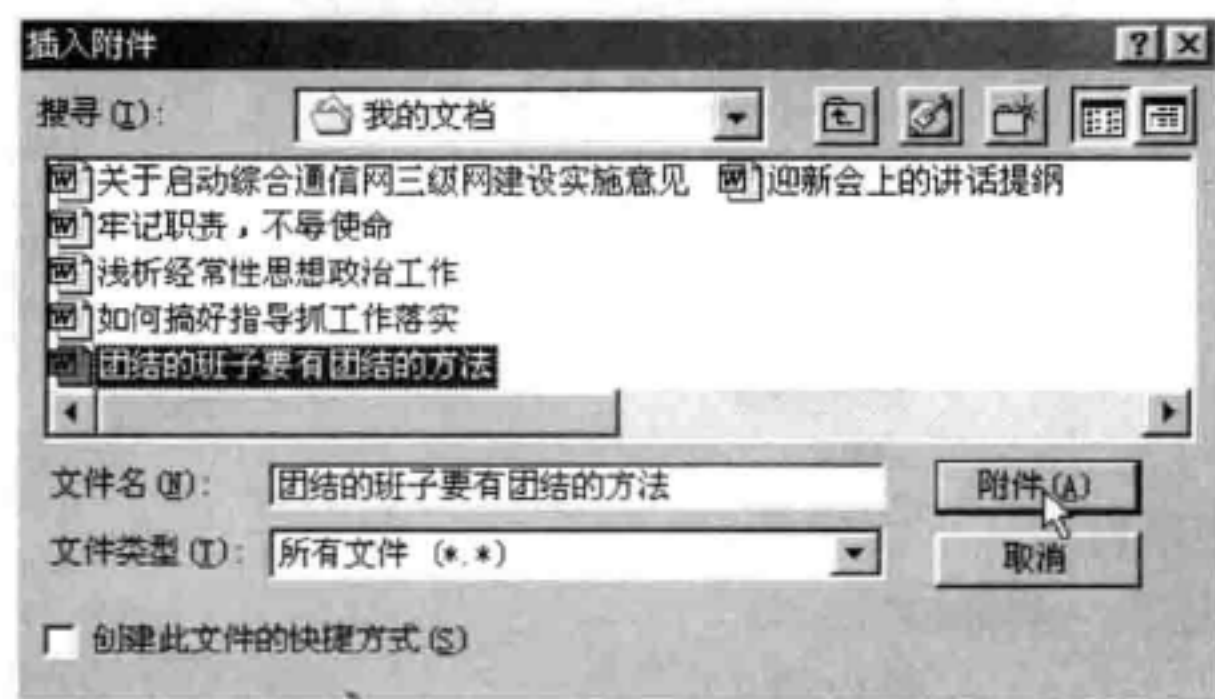 插入附件
搜寻(I): 我的文档
关于启动综合通信网三级网建设实施意见 迎新会上的讲话提纲
牢记职责，不辱使命
浅析经常性思想政治工作
如何搞好指导抓工作落实
团结的班子要有团结的方法
文件名(N): 团结的班子要有团结的方法 附件(A)
文件类型(T): 所有文件 (*.*) 取消
创建此文件的快捷方式(S)